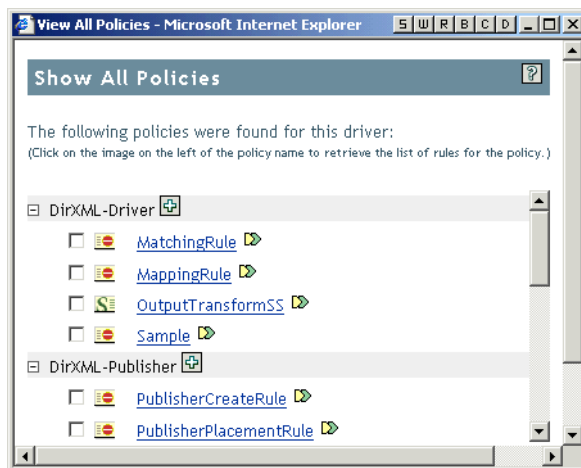 View All Policies - Microsoft Internet Explorer S W R B C D
Show All Policies ?
The following policies were found for this driver:
(Click on the image on the left of the policy name to retrieve the list of rules for the policy.)
DirXML-Driver
MatchingRule
MappingRule
S OutputTransformSS
Sample
DirXML-Publisher
PublisherCreateRule
PublisherPlacementRule